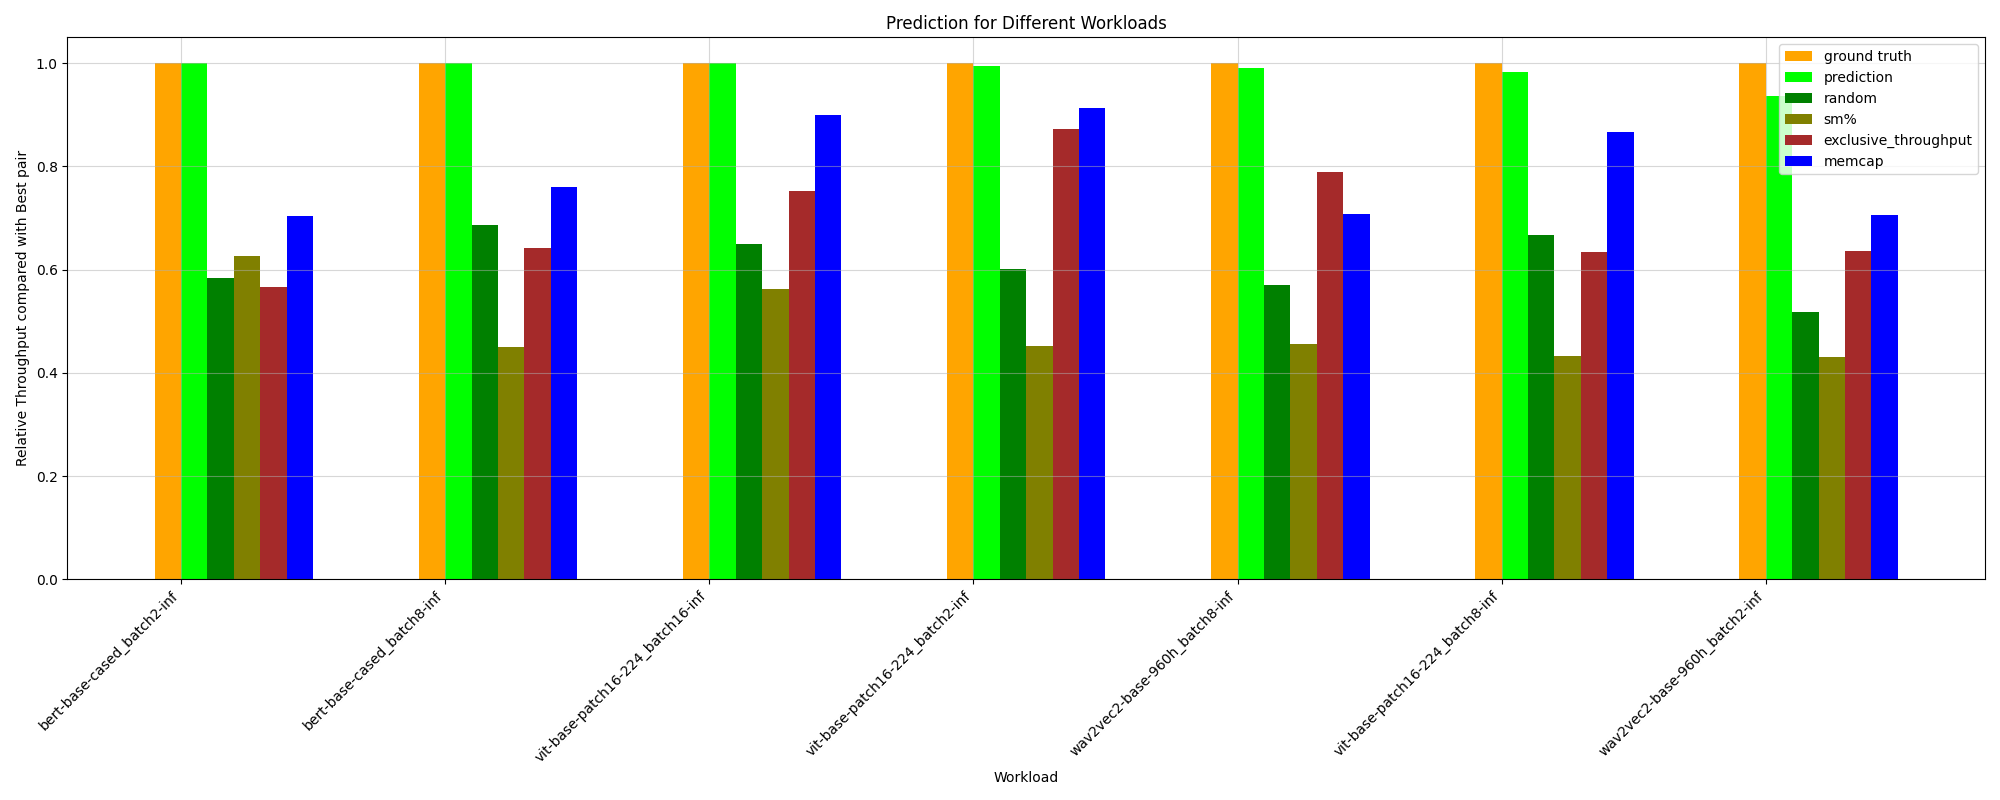 Prediction for Different Workloads
Relative Throughput compared with Best pair
1.0
0.8
0.6
0.4
0.2
0.0
ground truth
prediction
random
sm%
exclusive_throughput
memcap
bert-base-cased_batch2-inf
bert-base-cased_batch8-inf
vit-base-patch16-224_batch16-inf
vit-base-patch16-224_batch2-inf
wav2vec2-base-960h_batch8-inf
vit-base-patch16-224_batch8-inf
wav2vec2-base-960h_batch2-inf
Workload